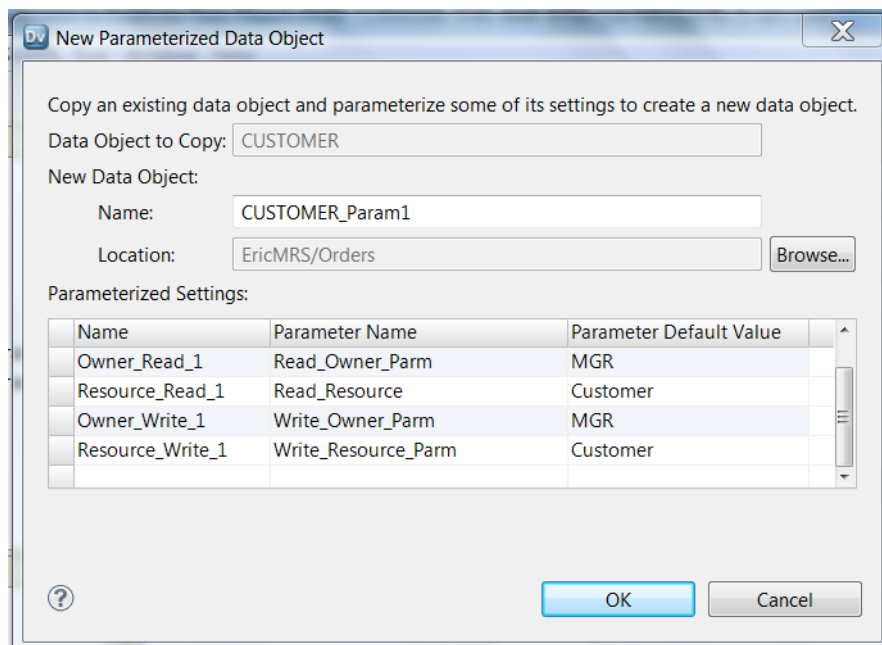 Dv New Parameterized Data Object
Copy an existing data object and parameterize some of its settings to create a new data object.
Data Object to Copy: CUSTOMER
New Data Object:
Name: CUSTOMER_Param1
Location: EricMRS/Orders Browse...
Parameterized Settings:
Name Parameter Name Parameter Default Value
Owner_Read_1 Read_Owner_Parm MGR
Resource_Read_1 Read_Resource Customer
Owner_Write_1 Write_Owner_Parm MGR
Resource_Write_1 Write_Resource_Parm Customer
? OK Cancel